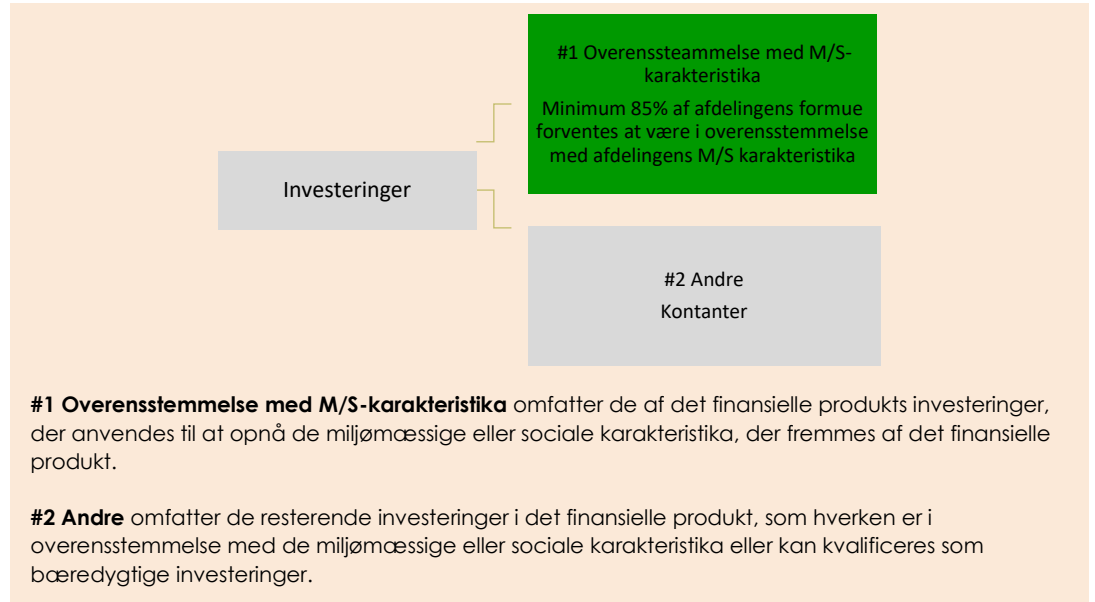 #1 Overenssteammelse med M/S-
karakteristika
Minimum 85% af afdelingens formue
forventes at være i overensstemmelse
med afdelingens M/S karakteristika
Investeringer
#2 Andre
Kontanter
#1 Overensstemmelse med M/S-karakteristika omfatter de af det finansielle produkts investeringer,
der anvendes til at opnå de miljømæssige eller sociale karakteristika, der fremmes af det finansielle
produkt.
#2 Andre omfatter de resterende investeringer i det finansielle produkt, som hverken er i
overensstemmelse med de miljømæssige eller sociale karakteristika eller kan kvalificeres som
bæredygtige investeringer.